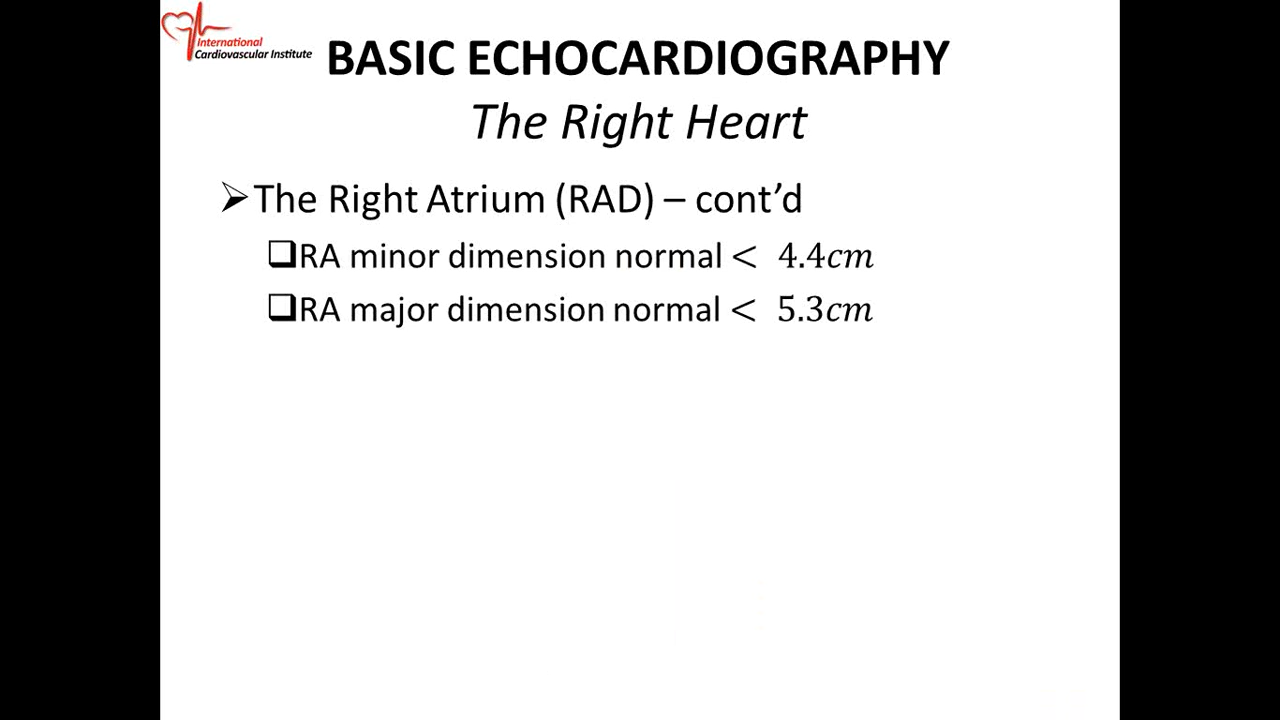 International
Cardiovascular Institute
BASIC ECHOCARDIOGRAPHY
The Right Heart
➢The Right Atrium (RAD) – cont’d
❑RA minor dimension normal < 4.4cm
❑RA major dimension normal < 5.3cm